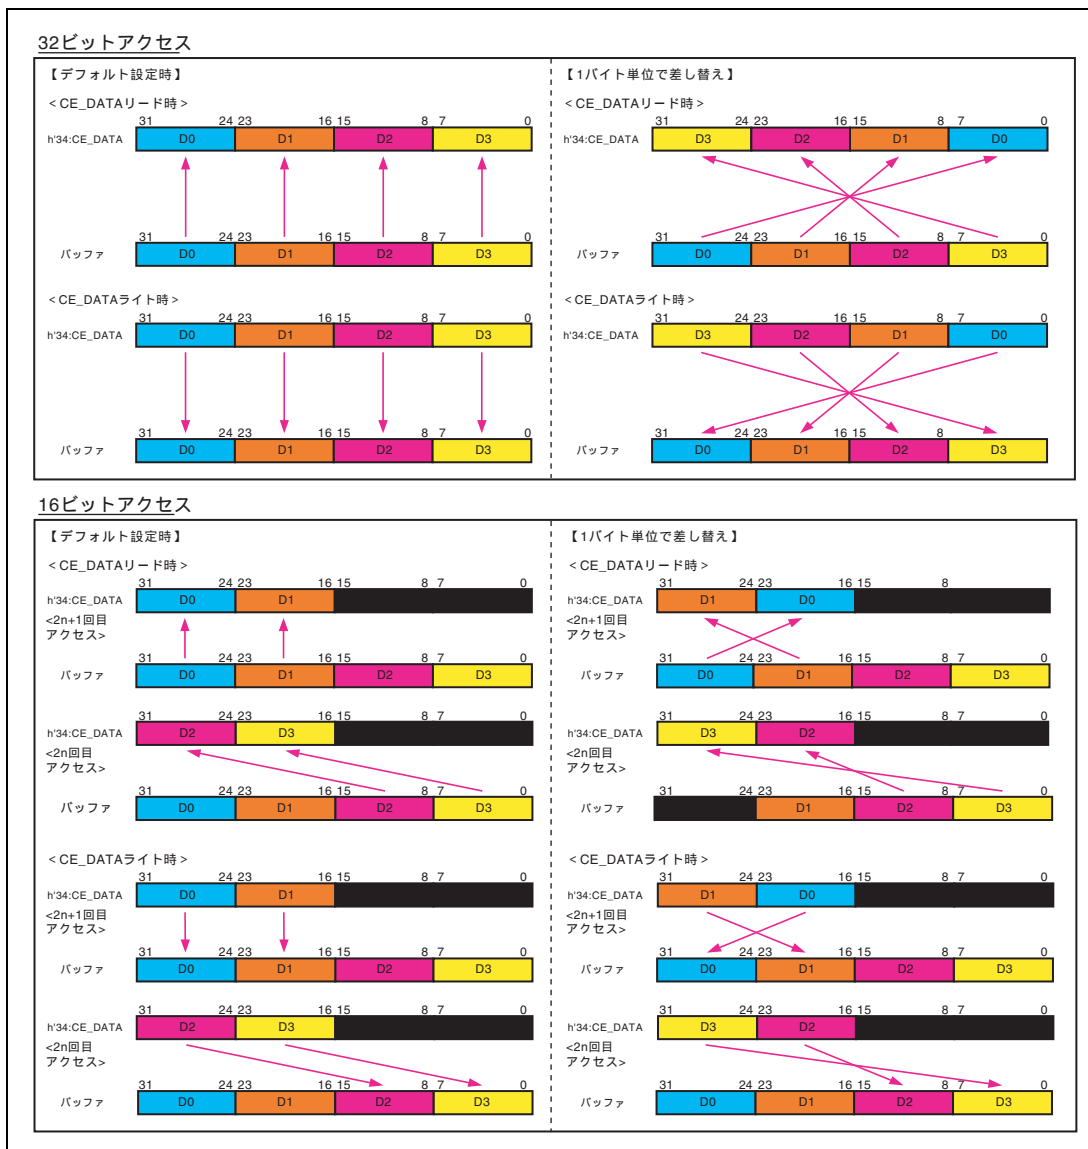 32ビットアクセス
【デフォルト設定時】
<CE_DATAリード時>
31 24 23 16 15 8 7 0
h'34:CE_DATA D0 D1 D2 D3
31 24 23 16 15 8 7 0
バッファ D0 D1 D2 D3
<CE_DATAライト時>
31 24 23 16 15 8 7 0
h'34:CE_DATA D0 D1 D2 D3
31 24 23 16 15 8 7 0
バッファ D0 D1 D2 D3
【1バイト単位で差し替え】
<CE_DATAリード時>
31 24 23 16 15 8 7 0
h'34:CE_DATA D3 D2 D1 D0
31 24 23 16 15 8 7 0
バッファ D0 D1 D2 D3
<CE_DATAライト時>
31 24 23 16 15 8 7 0
h'34:CE_DATA D3 D2 D1 D0
31 24 23 16 15 8 0
バッファ D0 D1 D2 D3
16ビットアクセス
【デフォルト設定時】
<CE_DATAリード時>
31 24 23 16 15 8 7 0
h'34:CE_DATA D0 D1
<2n+1回目
アクセス>
31 24 23 16 15 8 7 0
バッファ D0 D1 D2 D3
31 24 23 16 15 8 7 0
h'34:CE_DATA D2 D3
<2n回目
アクセス>
31 24 23 16 15 8 7 0
バッファ D0 D1 D2 D3
<CE_DATAライト時>
31 24 23 16 15 8 7 0
h'34:CE_DATA D0 D1
<2n+1回目
アクセス>
31 24 23 16 15 8 7 0
バッファ D0 D1 D2 D3
31 24 23 16 15 8 7 0
h'34:CE_DATA D2 D3
<2n回目
アクセス>
31 24 23 16 15 8 7 0
バッファ D0 D1 D2 D3
【1バイト単位で差し替え】
<CE_DATAリード時>
31 24 23 16 15 8
h'34:CE_DATA D1 D0
<2n+1回目
アクセス>
31 24 23 16 15 8 7 0
バッファ D0 D1 D2 D3
31 24 23 16 15 8 7 0
h'34:CE_DATA D3 D2
<2n回目
アクセス>
31 24 23 16 15 8 7 0
バッファ D1 D2 D3
<CE_DATAライト時>
31 24 23 16 15 8 7 0
h'34:CE_DATA D1 D0
<2n+1回目
アクセス>
31 24 23 16 15 8 7 0
バッファ D0 D1 D2 D3
31 24 23 16 15 8 7 0
h'34:CE_DATA D3 D2
<2n回目
アクセス>
31 24 23 16 15 8 7 0
バッファ D0 D1 D2 D3